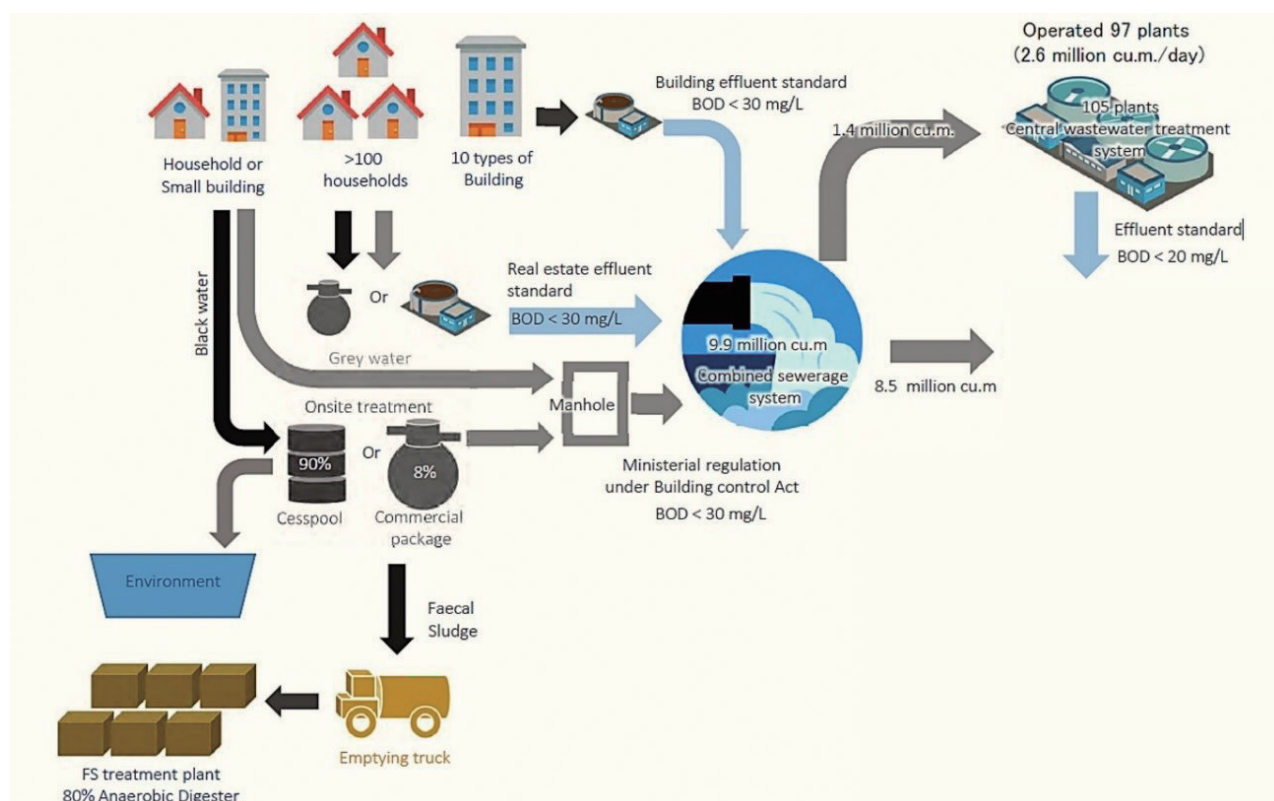 Operated 97 plants
(2.6 million cu.m./day)
105 plants
Central wastewater treatment
system
Building effluent standard
BOD < 30 mg/L
1.4 million cu.m.
Household or
Small building
>100
households
10 types of
Building
Effluent standard
BOD < 20 mg/L
Black water
Or
Real estate effluent
standard
BOD < 30 mg/L
Grey water
9.9 million cu.m
Combined sewerage
system
8.5 million cu.m
Onsite treatment
Manhole
90%
Or
8%
Cesspool
Commercial
package
Ministerial regulation
under Building control Act
BOD < 30 mg/L
Environment
Faecal
Sludge
Emptying truck
FS treatment plant
80% Anaerobic Digester